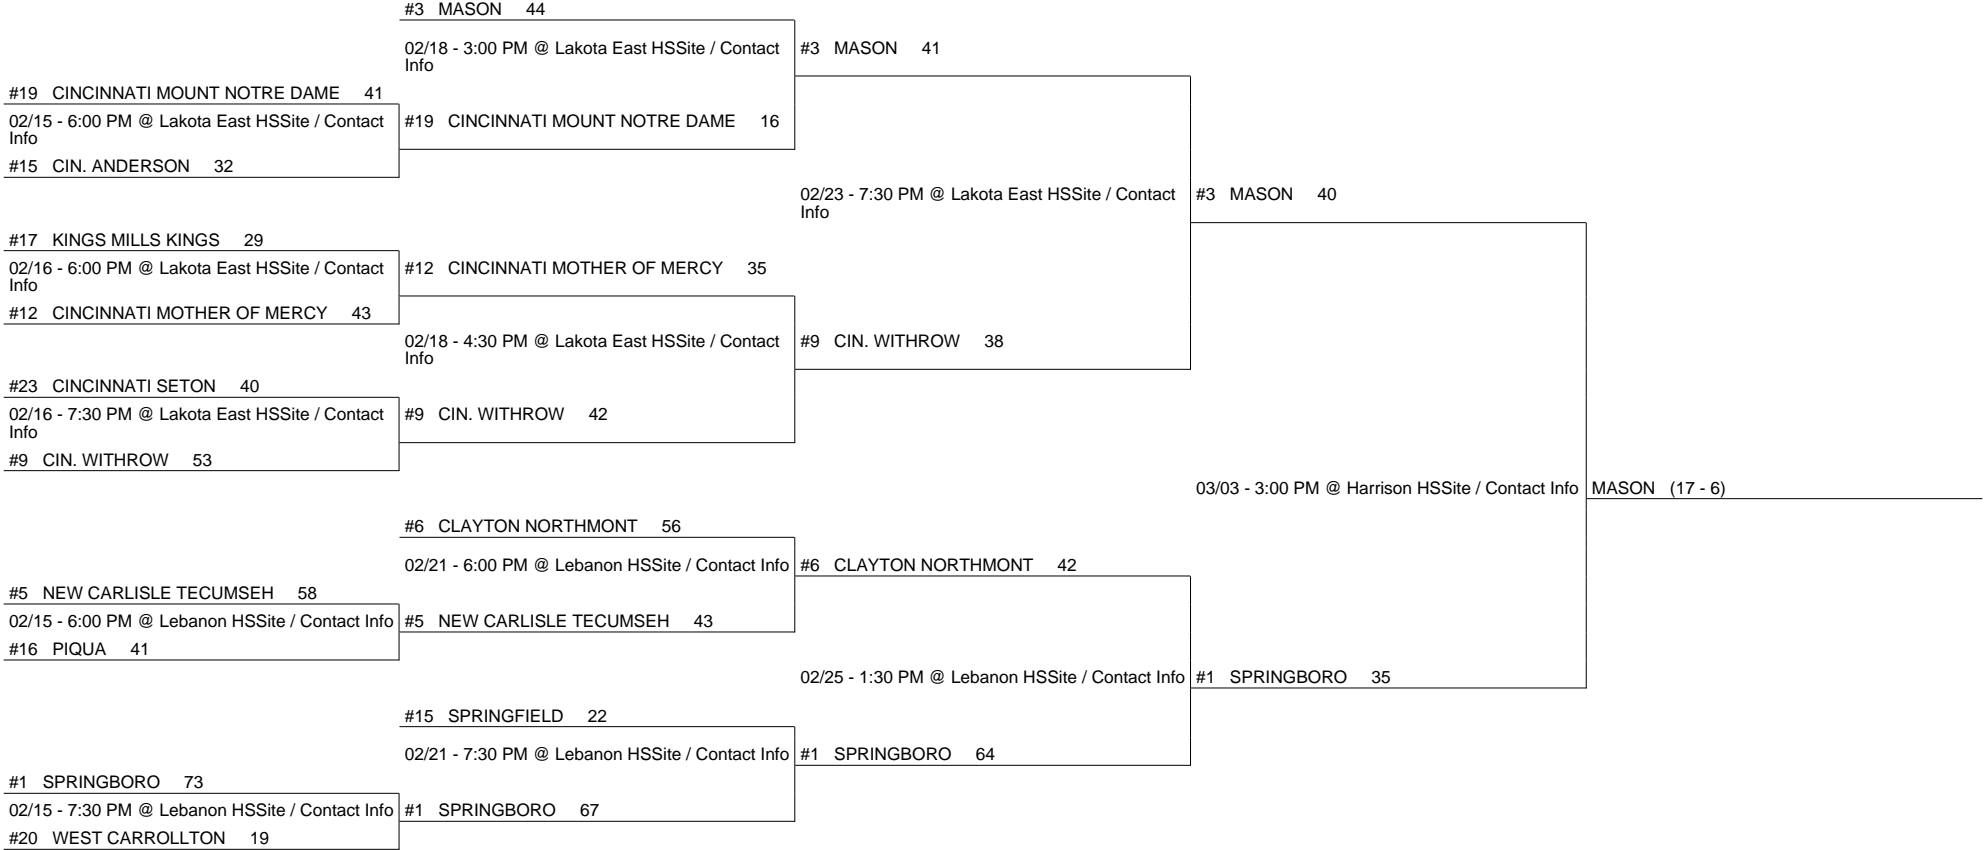 #3 MASON 44
02/18 - 3:00 PM @ Lakota East HSSite / Contact
Info
#3 MASON 41
#19 CINCINNATI MOUNT NOTRE DAME 41
02/15 - 6:00 PM @ Lakota East HSSite / Contact
Info
#19 CINCINNATI MOUNT NOTRE DAME 16
#15 CIN. ANDERSON 32
02/23 - 7:30 PM @ Lakota East HSSite / Contact
Info
#3 MASON 40
#17 KINGS MILLS KINGS 29
02/16 - 6:00 PM @ Lakota East HSSite / Contact
Info
#12 CINCINNATI MOTHER OF MERCY 35
#12 CINCINNATI MOTHER OF MERCY 43
02/18 - 4:30 PM @ Lakota East HSSite / Contact
Info
#9 CIN. WITHROW 38
#23 CINCINNATI SETON 40
02/16 - 7:30 PM @ Lakota East HSSite / Contact
Info
#9 CIN. WITHROW 42
#9 CIN. WITHROW 53
03/03 - 3:00 PM @ Harrison HSSite / Contact Info
MASON (17 - 6)
#6 CLAYTON NORTHMONT 56
02/21 - 6:00 PM @ Lebanon HSSite / Contact Info
#6 CLAYTON NORTHMONT 42
#5 NEW CARLISLE TECUMSEH 58
02/15 - 6:00 PM @ Lebanon HSSite / Contact Info
#5 NEW CARLISLE TECUMSEH 43
#16 PIQUA 41
02/25 - 1:30 PM @ Lebanon HSSite / Contact Info
#1 SPRINGBORO 35
#15 SPRINGFIELD 22
02/21 - 7:30 PM @ Lebanon HSSite / Contact Info
#1 SPRINGBORO 64
#1 SPRINGBORO 73
02/15 - 7:30 PM @ Lebanon HSSite / Contact Info
#1 SPRINGBORO 67
#20 WEST CARROLLTON 19